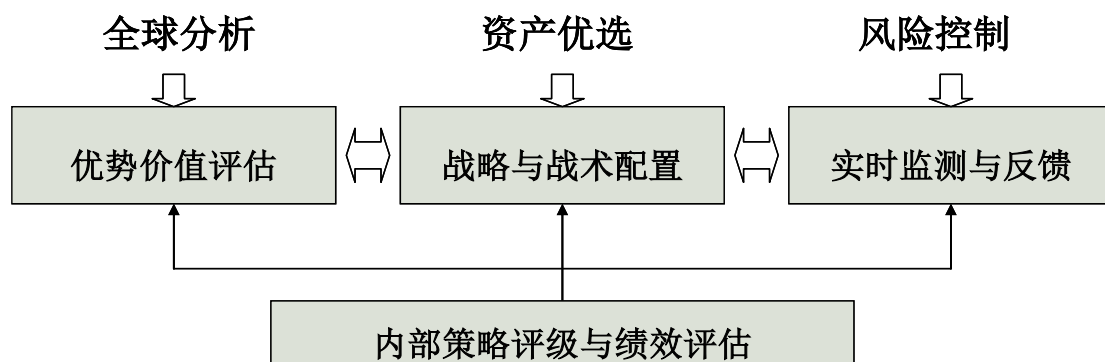 全球分析
资产优选
风险控制
优势价值评估
战略与战术配置
实时监测与反馈
内部策略评级与绩效评估